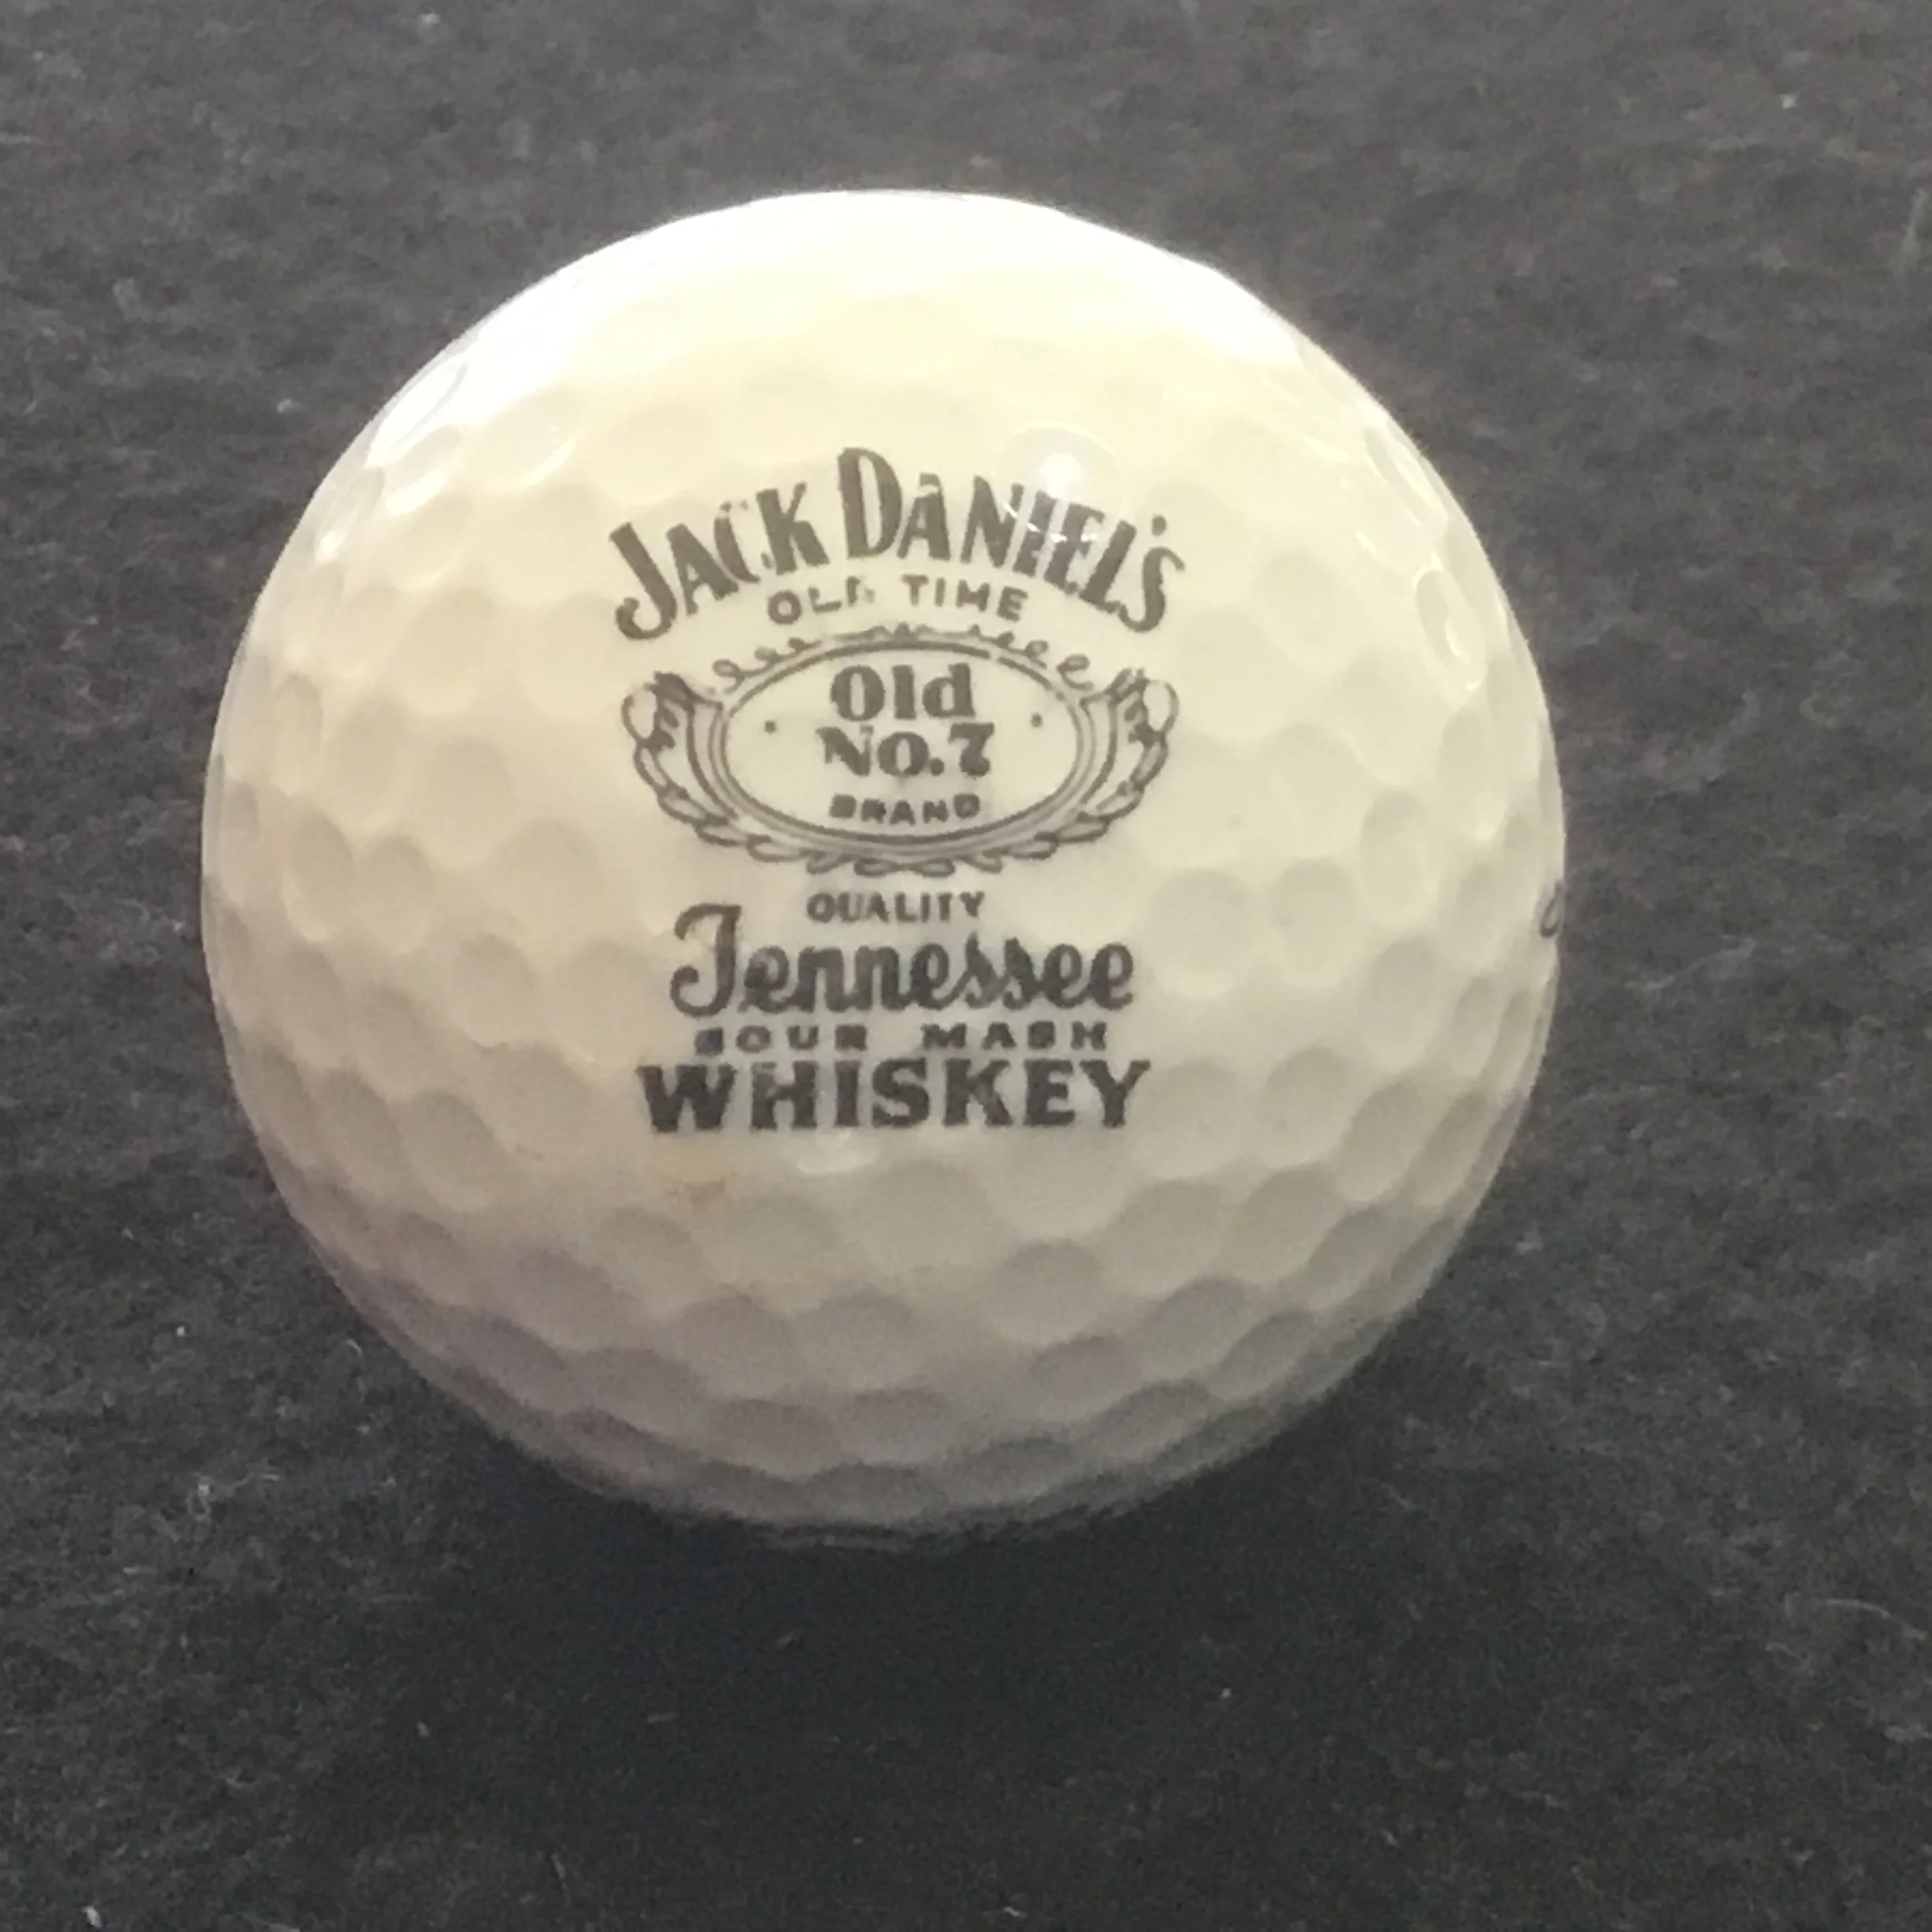 JACK DANIEL'S
OLD TIME
Old
No.7
BRAND
QUALITY
Tennessee
SOUR MASH
WHISKEY